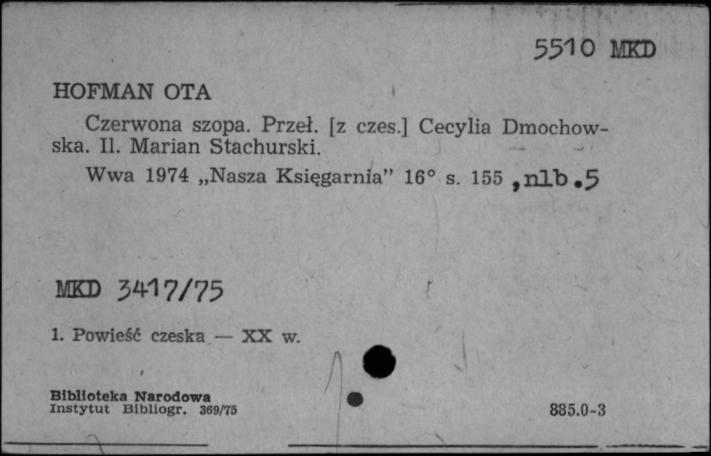 5510 MKD
HOFMAN OTA
Czerwona szopa. Przeł. [z czes.] Cecylia Dmochow-
ska. Il. Marian Stachurski.
Wwa 1974 „Nasza Księgarnia” 16° s. 155 , nlb. 5
MKD 3417/75
1. Powieść czeska — XX w.
Biblioteka Narodowa
Instytut Bibliogr. 369/75
885.0-3